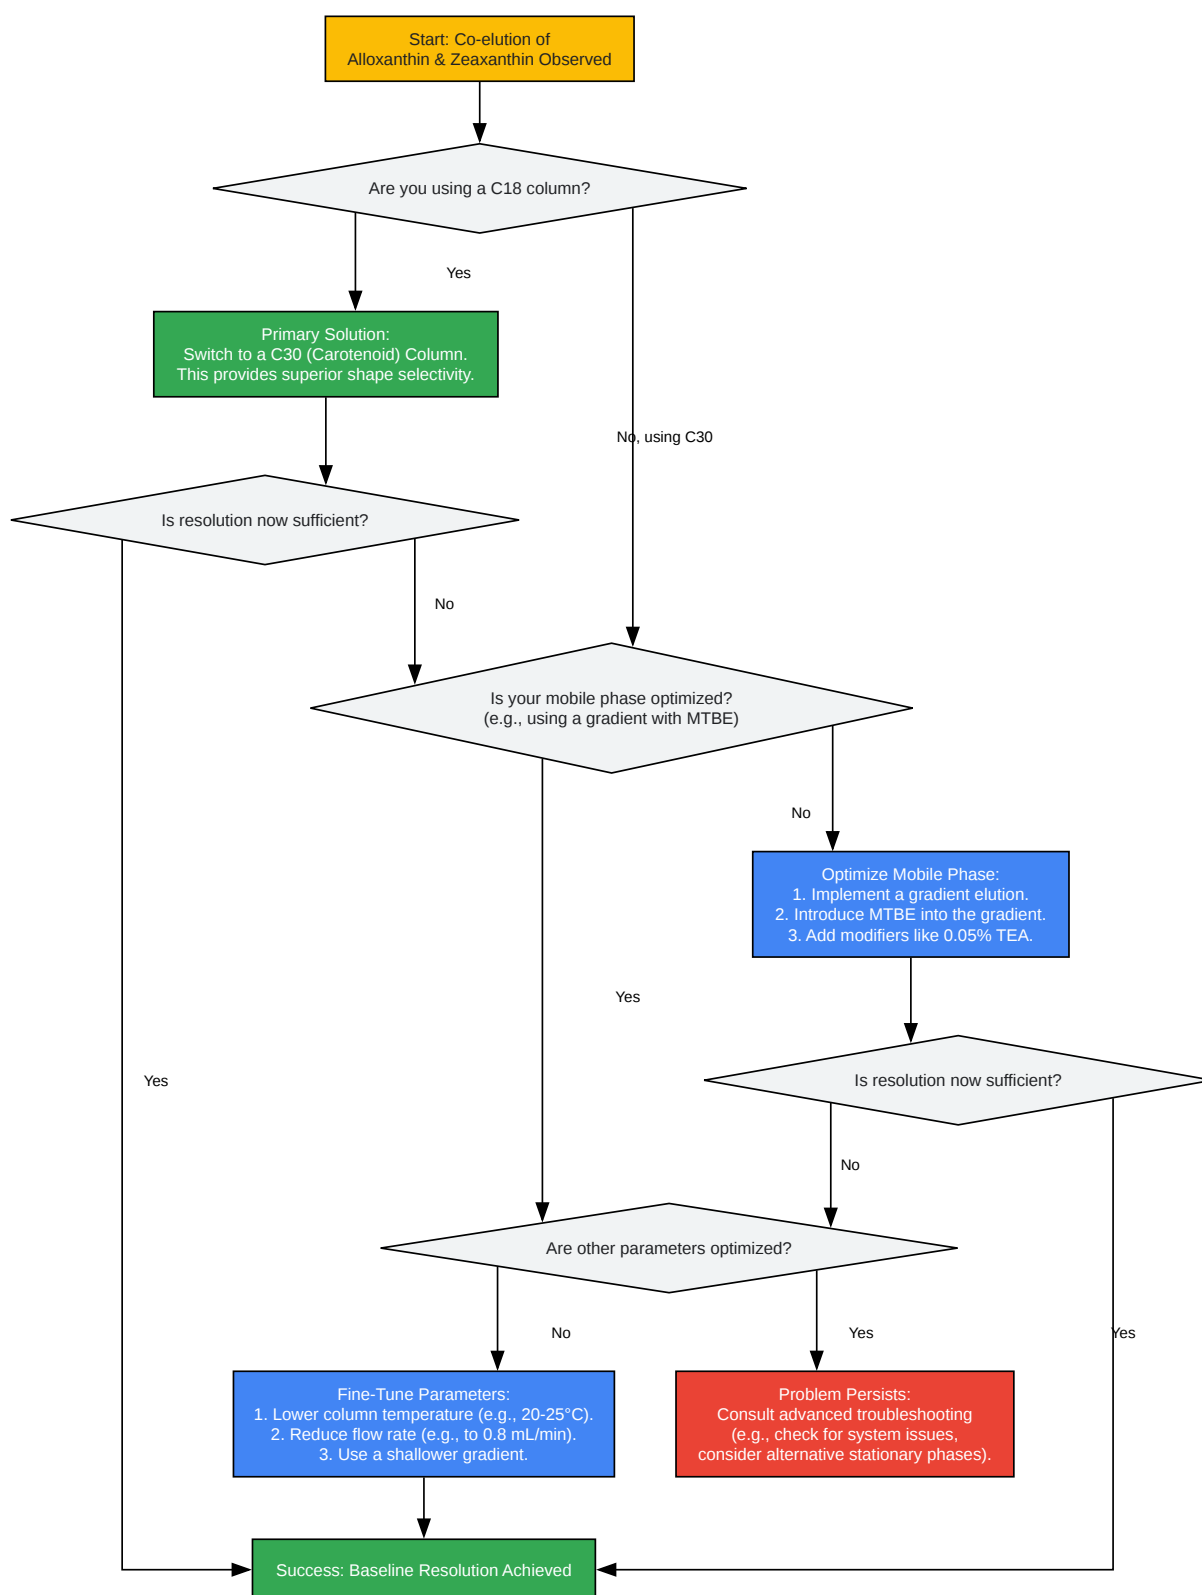 Start: Co-elution of
Alloxanthin & Zeaxanthin Observed
Are you using a C18 column?
Yes
Primary Solution:
Switch to a C30 (Carotenoid) Column.
This provides superior shape selectivity.
No, using C30
Is resolution now sufficient?
No
Is your mobile phase optimized?
(e.g., using a gradient with MTBE)
No
Optimize Mobile Phase:
1. Implement a gradient elution.
2. Introduce MTBE into the gradient.
3. Add modifiers like 0.05% TEA.
Yes
Yes
Is resolution now sufficient?
No
Are other parameters optimized?
No
Yes
Yes
Fine-Tune Parameters:
1. Lower column temperature (e.g., 20-25°C).
2. Reduce flow rate (e.g., to 0.8 mL/min).
3. Use a shallower gradient.
Problem Persists:
Consult advanced troubleshooting
(e.g., check for system issues,
consider alternative stationary phases).
Success: Baseline Resolution Achieved